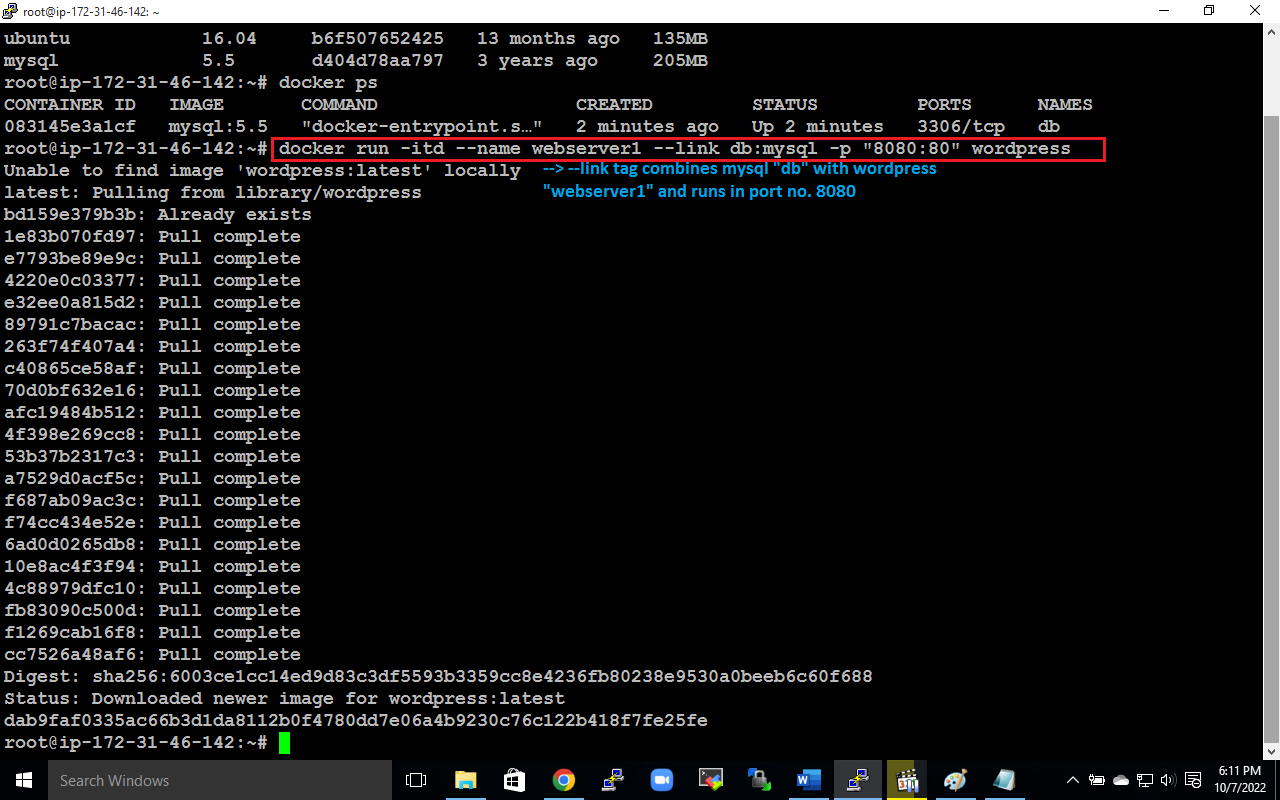 root@ip-172-31-46-142: ~
ubuntu 16.04 b6f507652425 13 months ago 135MB
mysql 5.5 d404d78aa797 3 years ago 205MB
root@ip-172-31-46-142:~# docker ps
CONTAINER ID IMAGE COMMAND CREATED STATUS PORTS NAMES
083145e3a1cf mysql:5.5 "docker-entrypoint.s…" 2 minutes ago Up 2 minutes 3306/tcp db
root@ip-172-31-46-142:~# docker run -itd --name webserver1 --link db:mysql -p "8080:80" wordpress
Unable to find image 'wordpress:latest' locally
--> --link tag combines mysql "db" with wordpress
latest: Pulling from library/wordpress
"webserver1" and runs in port no. 8080
bd159e379b3b: Already exists
1e83b070fd97: Pull complete
e7793be89e9c: Pull complete
4220e0c03377: Pull complete
e32ee0a815d2: Pull complete
89791c7bacac: Pull complete
263f74f407a4: Pull complete
c40865ce58af: Pull complete
70d0bf632e16: Pull complete
afc19484b512: Pull complete
4f398e269cc8: Pull complete
53b37b2317c3: Pull complete
a7529d0acf5c: Pull complete
f687ab09ac3c: Pull complete
f74cc434e52e: Pull complete
6ad0d0265db8: Pull complete
10e8ac4f3f94: Pull complete
4c88979dfc10: Pull complete
fb83090c500d: Pull complete
f1269cab16f8: Pull complete
cc7526a48af6: Pull complete
Digest: sha256:6003ce1cc14ed9d83c3df5593b3359cc8e4236fb80238e9530a0beeb6c60f688
Status: Downloaded newer image for wordpress:latest
dab9faf0335ac66b3d1da8112b0f4780dd7e06a4b9230c76c122b418f7fe25fe
root@ip-172-31-46-142:~#
Search Windows
6:11 PM
10/7/2022